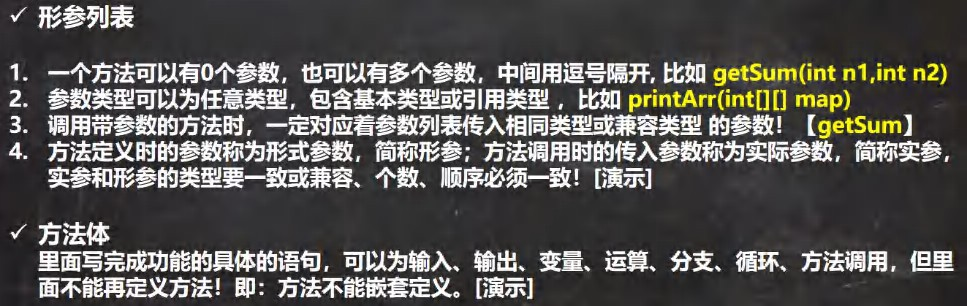 ✓ 形参列表
1. 一个方法可以有0个参数，也可以有多个参数，中间用逗号隔开, 比如 getSum(int n1,int n2)
2. 参数类型可以为任意类型，包含基本类型或引用类型 ，比如 printArr(int[][] map)
3. 调用带参数的方法时，一定对应着参数列表传入相同类型或兼容类型 的参数！【getSum】
4. 方法定义时的参数称为形式参数，简称形参；方法调用时的传入参数称为实际参数，简称实参，
实参和形参的类型要一致或兼容、个数、顺序必须一致！[演示]
✓ 方法体
里面写完成功能的具体的语句，可以为输入、输出、变量、运算、分支、循环、方法调用，但里
面不能再定义方法！即：方法不能嵌套定义。[演示]